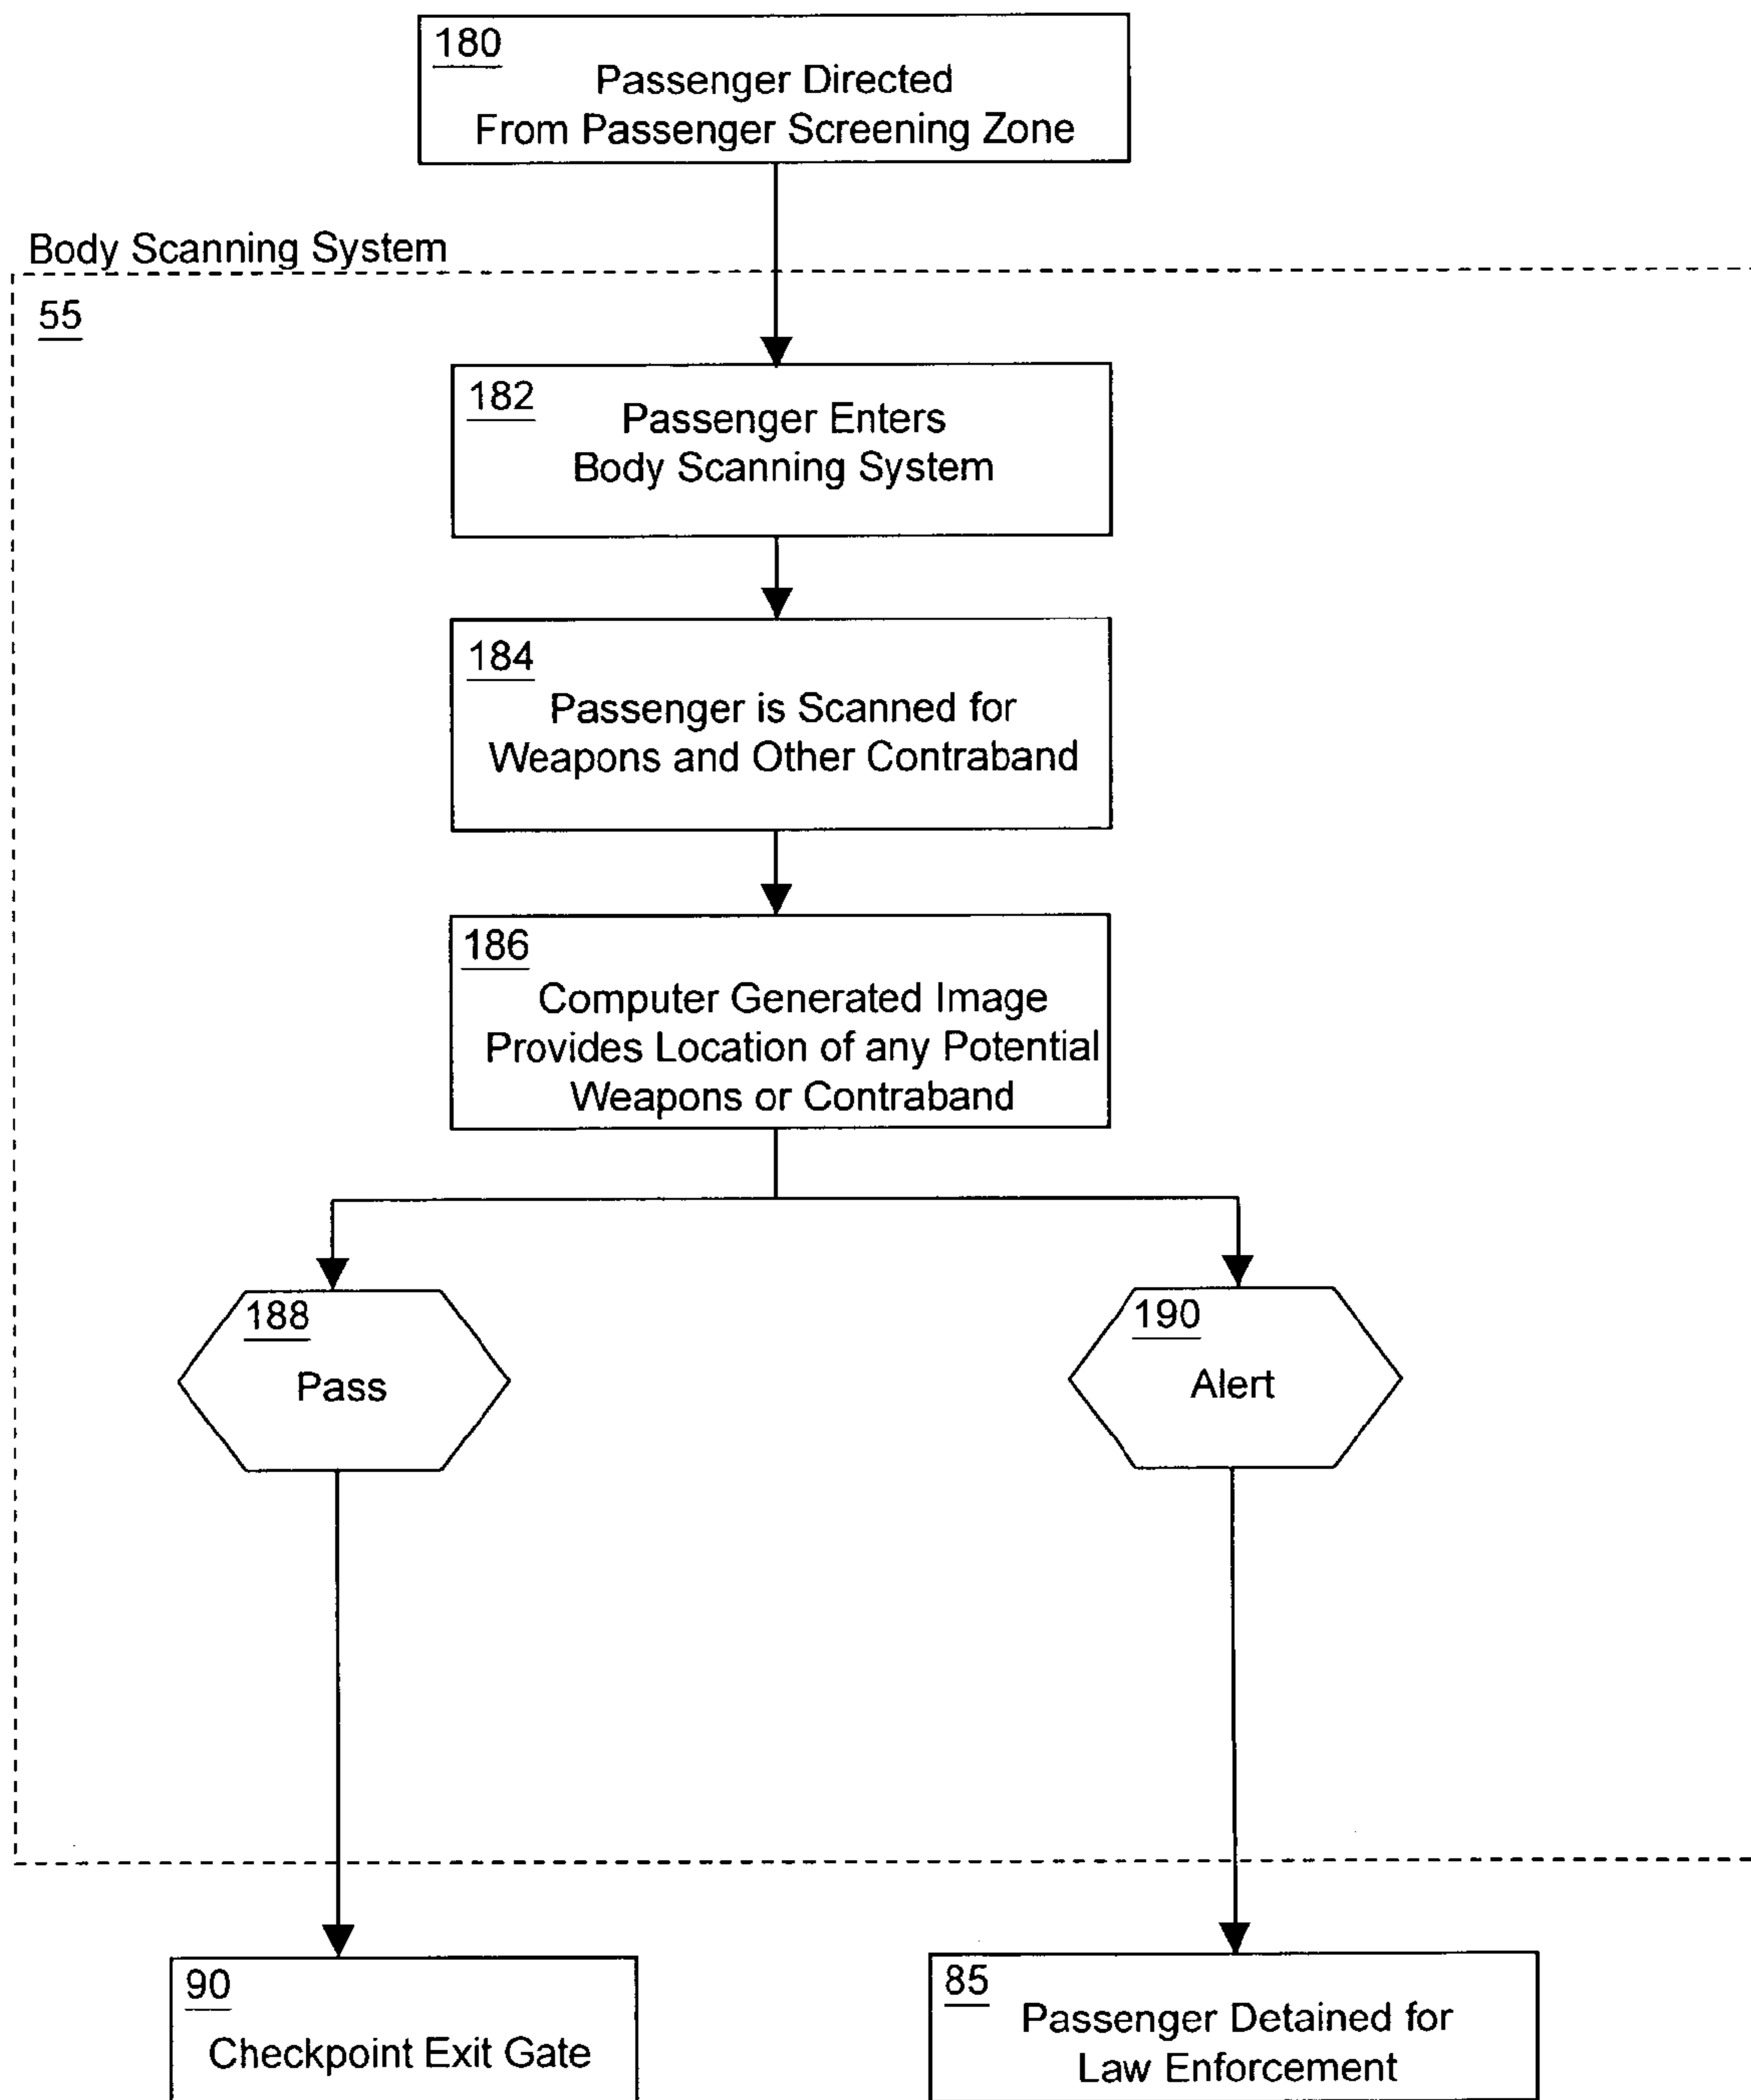 180
Passenger Directed
From Passenger Screening Zone
Body Scanning System
55
182
Passenger Enters
Body Scanning System
184
Passenger is Scanned for
Weapons and Other Contraband
186
Computer Generated Image
Provides Location of any Potential
Weapons or Contraband
188
Pass
190
Alert
90
Checkpoint Exit Gate
85
Passenger Detained for
Law Enforcement